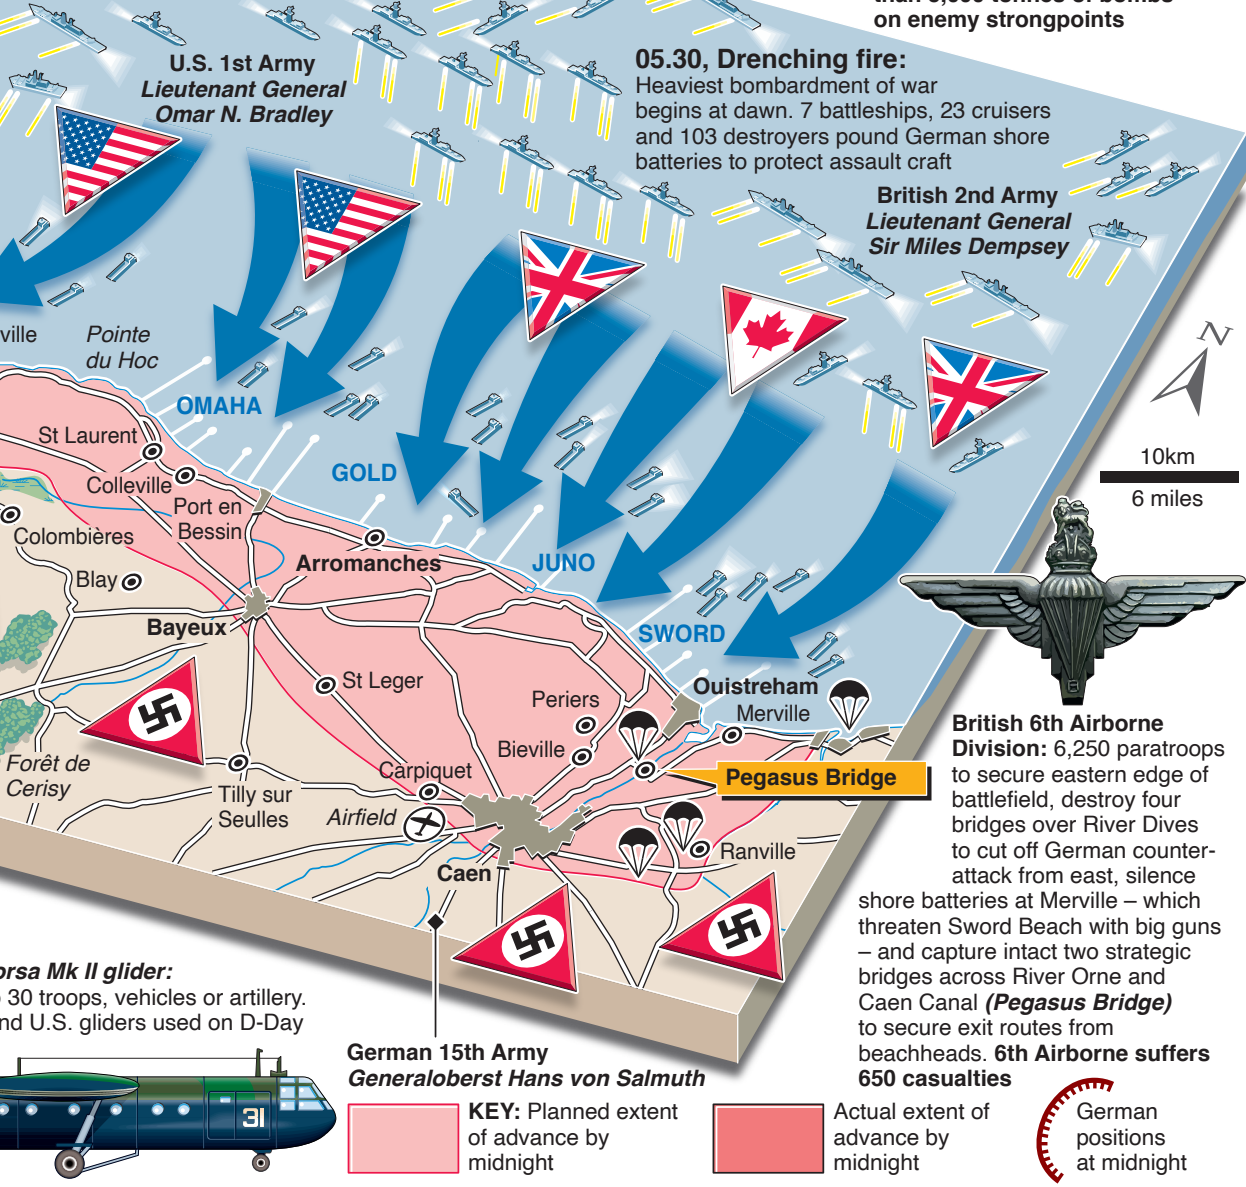 on enemy strongpoints
05.30, Drenching fire:
Heaviest bombardment of war
begins at dawn. 7 battleships, 23 cruisers
and 103 destroyers pound German shore
batteries to protect assault craft
U.S. 1st Army
Lieutenant General
Omar N. Bradley
British 2nd Army
Lieutenant General
Sir Miles Dempsey
N
10km
6 miles
ville
Pointe
du Hoc
OMAHA
St Laurent
Colleville
GOLD
Port en
Bessin
Colombières
Arromanches
JUNO
Blay
Bayeux
SWORD
St Leger
Ouistreham
Periers
Merville
Bieville
Forêt de
Cerisy
Carpiquet
Pegasus Bridge
Tilly sur
Seulles
Airfield
Ranville
Caen
British 6th Airborne
Division: 6,250 paratroops
to secure eastern edge of
battlefield, destroy four
bridges over River Dives
to cut off German counter-
attack from east, silence
shore batteries at Merville – which
threaten Sword Beach with big guns
– and capture intact two strategic
bridges across River Orne and
Caen Canal (Pegasus Bridge)
to secure exit routes from
beachheads. 6th Airborne suffers
650 casualties
orsa Mk II glider:
30 troops, vehicles or artillery.
nd U.S. gliders used on D-Day
31
German 15th Army
Generaloberst Hans von Salmuth
KEY: Planned extent
of advance by
midnight
Actual extent of
advance by
midnight
German
positions
at midnight